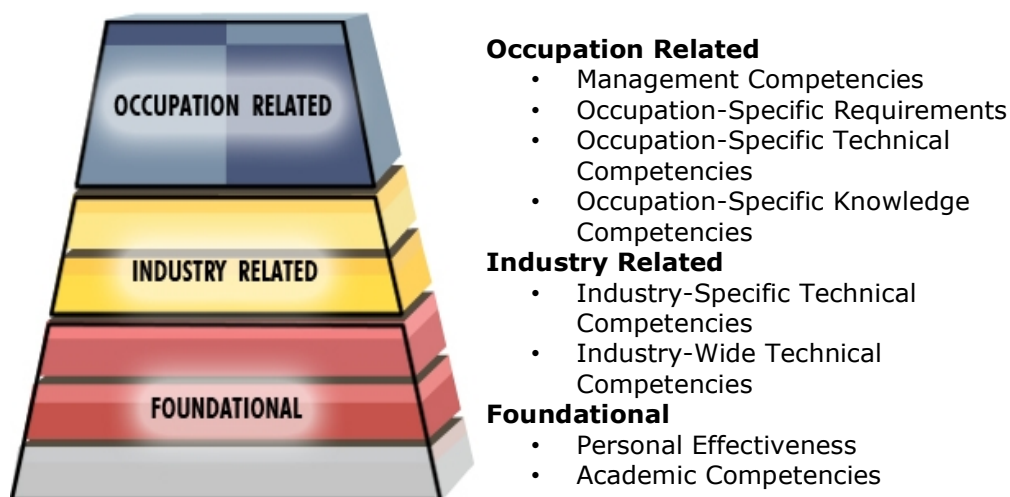 OCCUPATION RELATED
INDUSTRY RELATED
FOUNDATIONAL
Occupation Related
• Management Competencies
• Occupation-Specific Requirements
• Occupation-Specific Technical
Competencies
• Occupation-Specific Knowledge
Competencies
Industry Related
• Industry-Specific Technical
Competencies
• Industry-Wide Technical
Competencies
Foundational
• Personal Effectiveness
• Academic Competencies